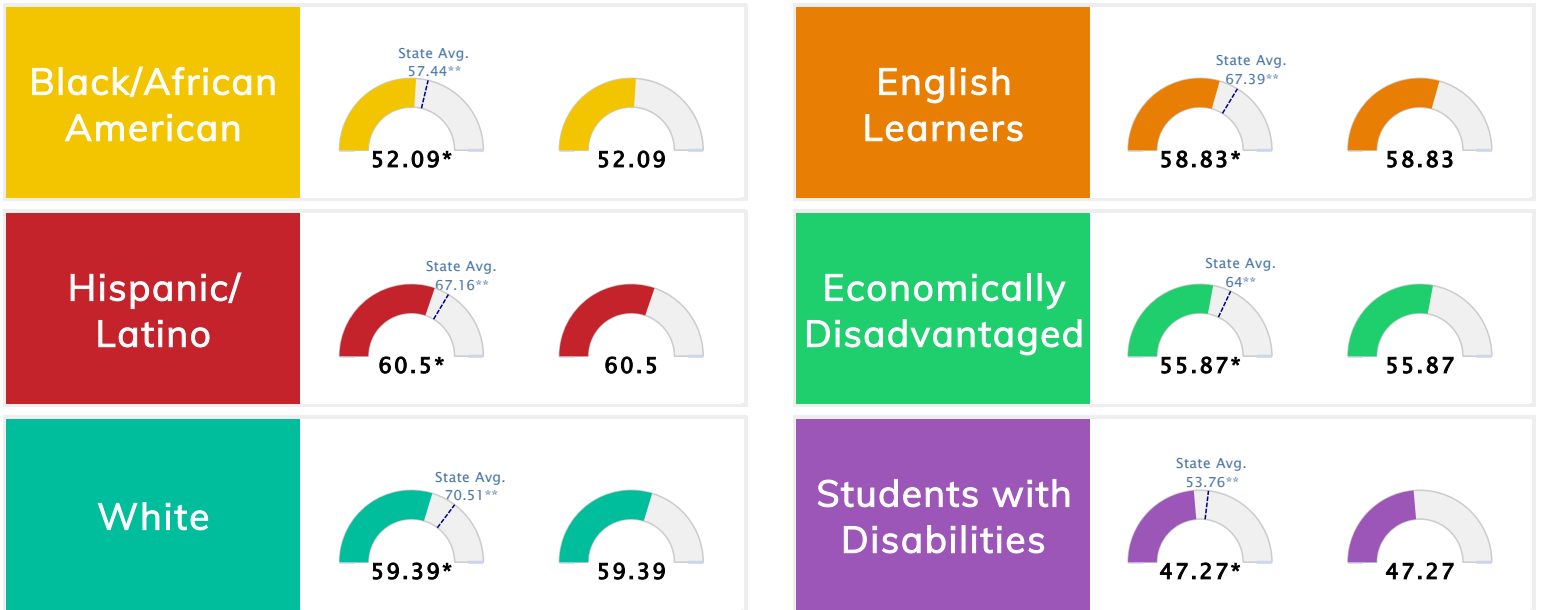 Black/African
American
State Avg.
57.44**
52.09*
52.09
English
Learners
State Avg.
67.39**
58.83*
58.83
Hispanic/
Latino
State Avg.
67.16**
60.5*
60.5
Economically
Disadvantaged
State Avg.
64**
55.87*
55.87
White
State Avg.
70.51**
59.39*
59.39
Students with
Disabilities
State Avg.
53.76**
47.27*
47.27